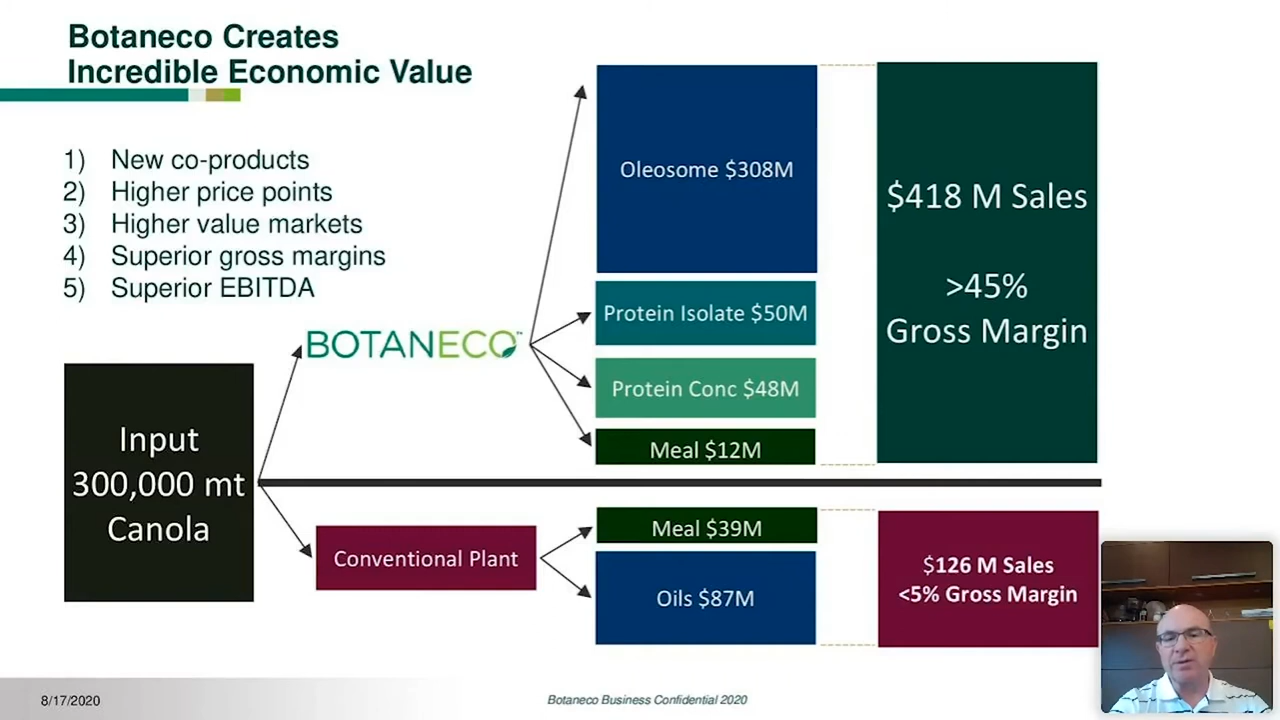 Botaneco Creates
Incredible Economic Value
1) New co-products
2) Higher price points
3) Higher value markets
4) Superior gross margins
5) Superior EBITDA
Input
300,000 mt
Canola
BOTANECO™
Conventional Plant
Oleosome $308M
Protein Isolate $50M
Protein Conc $48M
Meal $12M
Meal $39M
Oils $87M
$418 M Sales
>45%
Gross Margin
$126 M Sales
<5% Gross Margin
8/17/2020
Botaneco Business Confidential 2020